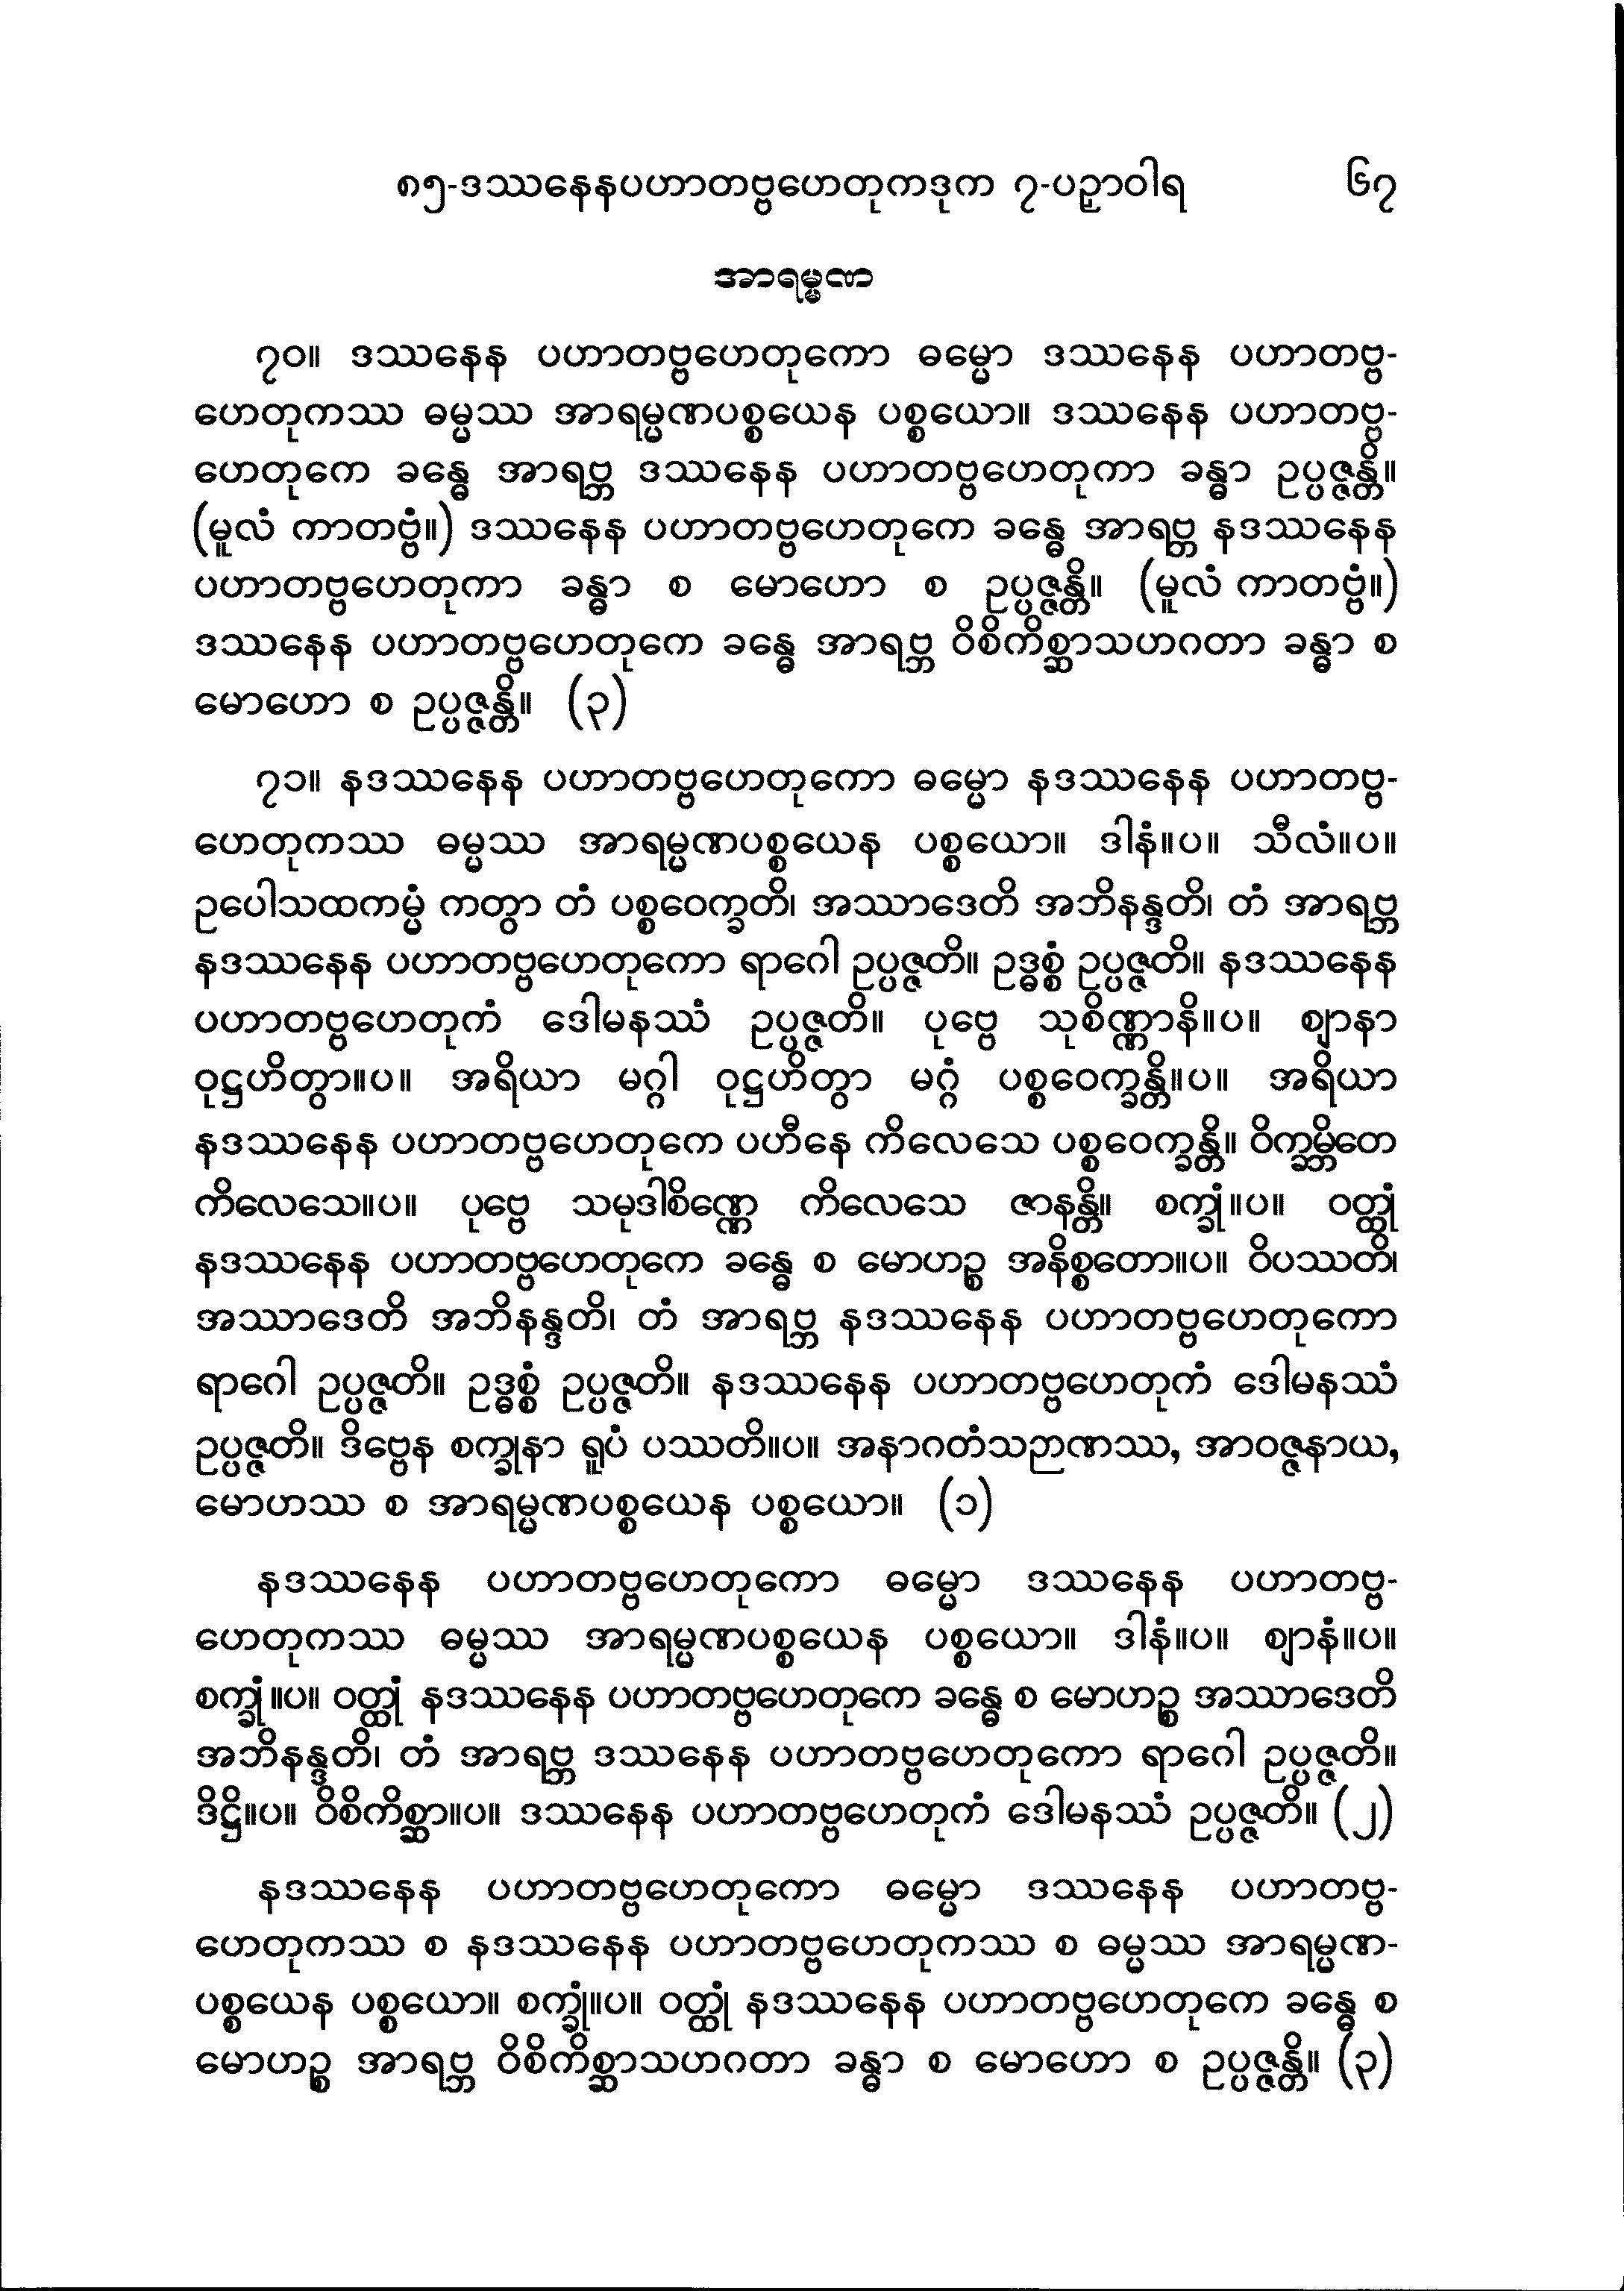 ၈၅-ဒဿနေနပဟာတဗ္ဗဟေတုကဒုက ၇-ပဉှာဝါရ ၆၇
အာရမ္မဏ
၇၀။ ဒဿနေန ပဟာတဗ္ဗဟေတုကော ဓမ္မော ဒဿနေန ပဟာတဗ္ဗ-
ဟေတုကဿ ဓမ္မဿ အာရမ္မဏပစ္စယေန ပစ္စယော။ ဒဿနေန ပဟာတဗ္ဗ-
ဟေတုကေ ခန္ဓေ အာရဗ္ဘ ဒဿနေန ပဟာတဗ္ဗဟေတုကာ ခန္ဓာ ဥပ္ပဇ္ဇန္တိ။
(မူလံ ကာတဗ္ဗံ။) ဒဿနေန ပဟာတဗ္ဗဟေတုကေ ခန္ဓေ အာရဗ္ဘ နဒဿနေန
ပဟာတဗ္ဗဟေတုကာ ခန္ဓာ စ မောဟော စ ဥပ္ပဇ္ဇန္တိ။ (မူလံ ကာတဗ္ဗံ။)
ဒဿနေန ပဟာတဗ္ဗဟေတုကေ ခန္ဓေ အာရဗ္ဘ ဝိစိကိစ္ဆာသဟဂတာ ခန္ဓာ စ
မောဟော စ ဥပ္ပဇ္ဇန္တိ။ (၃)
၇၁။ နဒဿနေန ပဟာတဗ္ဗဟေတုကော ဓမ္မော နဒဿနေန ပဟာတဗ္ဗ-
ဟေတုကဿ ဓမ္မဿ အာရမ္မဏပစ္စယေန ပစ္စယော။ ဒါနံ။ပ။ သီလံ။ပ။
ဥပေါသထကမ္မံ ကတွာ တံ ပစ္စဝေက္ခတိ၊ အဿာဒေတိ အဘိနန္ဒတိ၊ တံ အာရဗ္ဘ
နဒဿနေန ပဟာတဗ္ဗဟေတုကော ရာဂေါ ဥပ္ပဇ္ဇတိ။ ဥဒ္ဓစ္စံ ဥပ္ပဇ္ဇတိ။ နဒဿနေန
ပဟာတဗ္ဗဟေတုကံ ဒေါမနဿံ ဥပ္ပဇ္ဇတိ။ ပုဗ္ဗေ သုစိဏ္ဏာနိ။ပ။ ဈာနာ
ဝုဋ္ဌဟိတွာ။ပ။ အရိယာ မဂ္ဂါ ဝုဋ္ဌဟိတွာ မဂ္ဂံ ပစ္စဝေက္ခန္တိ။ပ။ အရိယာ
နဒဿနေန ပဟာတဗ္ဗဟေတုကေ ပဟီနေ ကိလေသေ ပစ္စဝေက္ခန္တိ။ ဝိက္ခမ္ဘိတေ
ကိလေသေ။ပ။ ပုဗ္ဗေ သမုဒါစိဏ္ဏေ ကိလေသေ ဇာနန္တိ။ စက္ခုံ။ပ။ ဝတ္ထုံ
နဒဿနေန ပဟာတဗ္ဗဟေတုကေ ခန္ဓေ စ မောဟဉ္စ အနိစ္စတော။ပ။ ဝိပဿတိ၊
အဿာဒေတိ အဘိနန္ဒတိ၊ တံ အာရဗ္ဘ နဒဿနေန ပဟာတဗ္ဗဟေတုကော
ရာဂေါ ဥပ္ပဇ္ဇတိ။ ဥဒ္ဓစ္စံ ဥပ္ပဇ္ဇတိ။ နဒဿနေန ပဟာတဗ္ဗဟေတုကံ ဒေါမနဿံ
ဥပ္ပဇ္ဇတိ။ ဒိဗ္ဗေန စက္ခုနာ ရူပံ ပဿတိ။ပ။ အနာဂတံသဉာဏဿ, အာဝဇ္ဇနာယ,
မောဟဿ စ အာရမ္မဏပစ္စယေန ပစ္စယော။ (၁)
နဒဿနေန ပဟာတဗ္ဗဟေတုကော ဓမ္မော ဒဿနေန ပဟာတဗ္ဗ-
ဟေတုကဿ ဓမ္မဿ အာရမ္မဏပစ္စယေန ပစ္စယော။ ဒါနံ။ပ။ ဈာနံ။ပ။
စက္ခုံ။ပ။ ဝတ္ထုံ နဒဿနေန ပဟာတဗ္ဗဟေတုကေ ခန္ဓေ စ မောဟဉ္စ အဿာဒေတိ
အဘိနန္ဒတိ၊ တံ အာရဗ္ဘ ဒဿနေန ပဟာတဗ္ဗဟေတုကော ရာဂေါ ဥပ္ပဇ္ဇတိ။
ဒိဋ္ဌိ။ပ။ ဝိစိကိစ္ဆာ။ပ။ ဒဿနေန ပဟာတဗ္ဗဟေတုကံ ဒေါမနဿံ ဥပ္ပဇ္ဇတိ။ (၂)
နဒဿနေန ပဟာတဗ္ဗဟေတုကော ဓမ္မော ဒဿနေန ပဟာတဗ္ဗ-
ဟေတုကဿ စ နဒဿနေန ပဟာတဗ္ဗဟေတုကဿ စ ဓမ္မဿ အာရမ္မဏ-
ပစ္စယေန ပစ္စယော။ စက္ခုံ။ပ။ ဝတ္ထုံ နဒဿနေန ပဟာတဗ္ဗဟေတုကေ ခန္ဓေ စ
မောဟဉ္စ အာရဗ္ဘ ဝိစိကိစ္ဆာသဟဂတာ ခန္ဓာ စ မောဟော စ ဥပ္ပဇ္ဇန္တိ။ (၃)